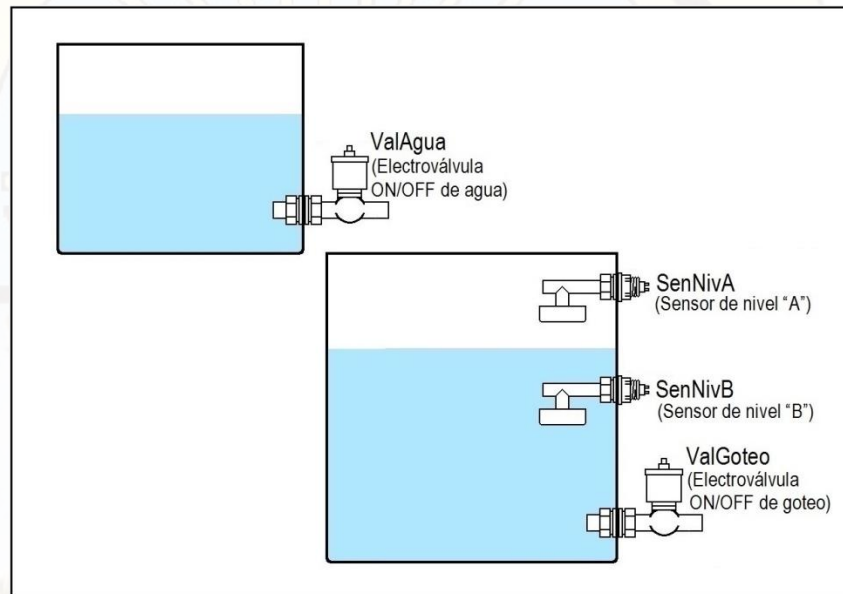 ValAgua
(Electroválvula
ON/OFF de agua)
SenNivA
(Sensor de nivel “A”)
SenNivB
(Sensor de nivel “B”)
ValGoteo
(Electroválvula
ON/OFF de goteo)